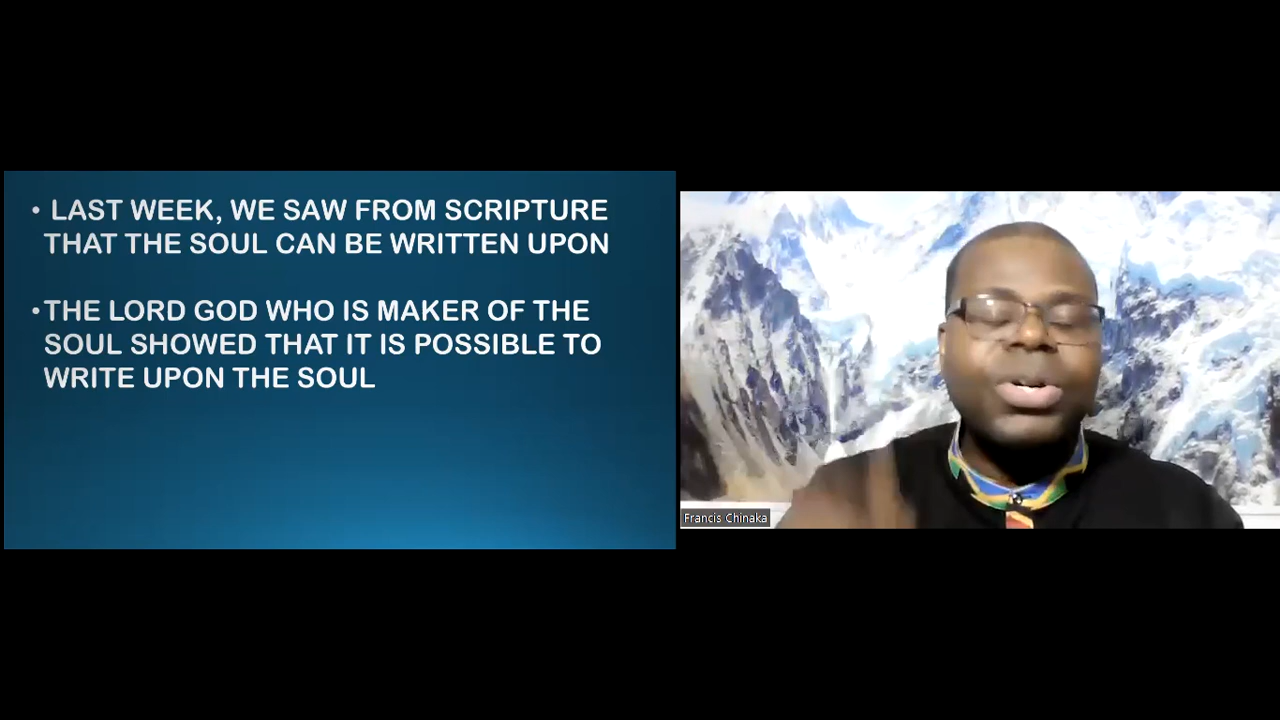 • LAST WEEK, WE SAW FROM SCRIPTURE
THAT THE SOUL CAN BE WRITTEN UPON
• THE LORD GOD WHO IS MAKER OF THE
SOUL SHOWED THAT IT IS POSSIBLE TO
WRITE UPON THE SOUL
Francis Chinaka